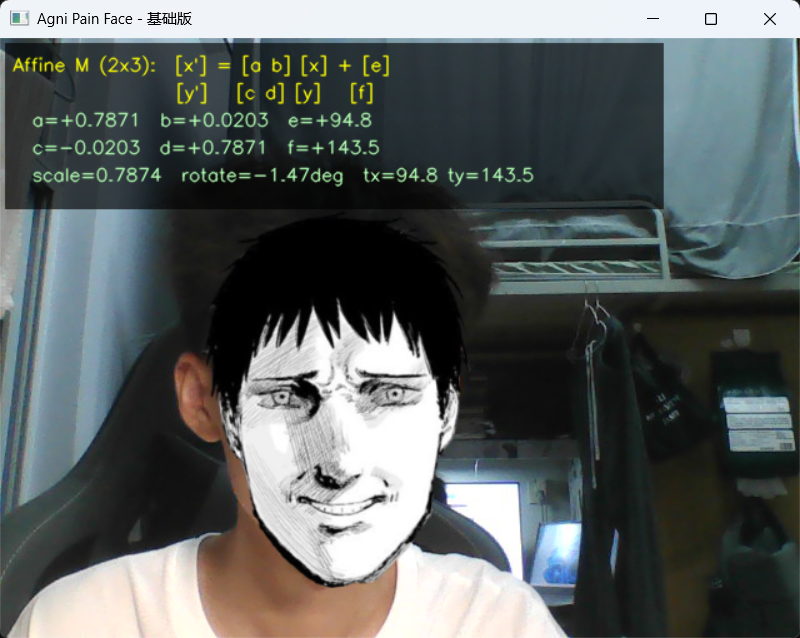 Agni Pain Face - 基础版
Affine M (2x3): [x'] = [a b] [x] + [e]
[y'] [c d] [y] [f]
a=+0.7871 b=+0.0203 e=+94.8
c=-0.0203 d=+0.7871 f=+143.5
scale=0.7874 rotate=-1.47deg tx=94.8 ty=143.5